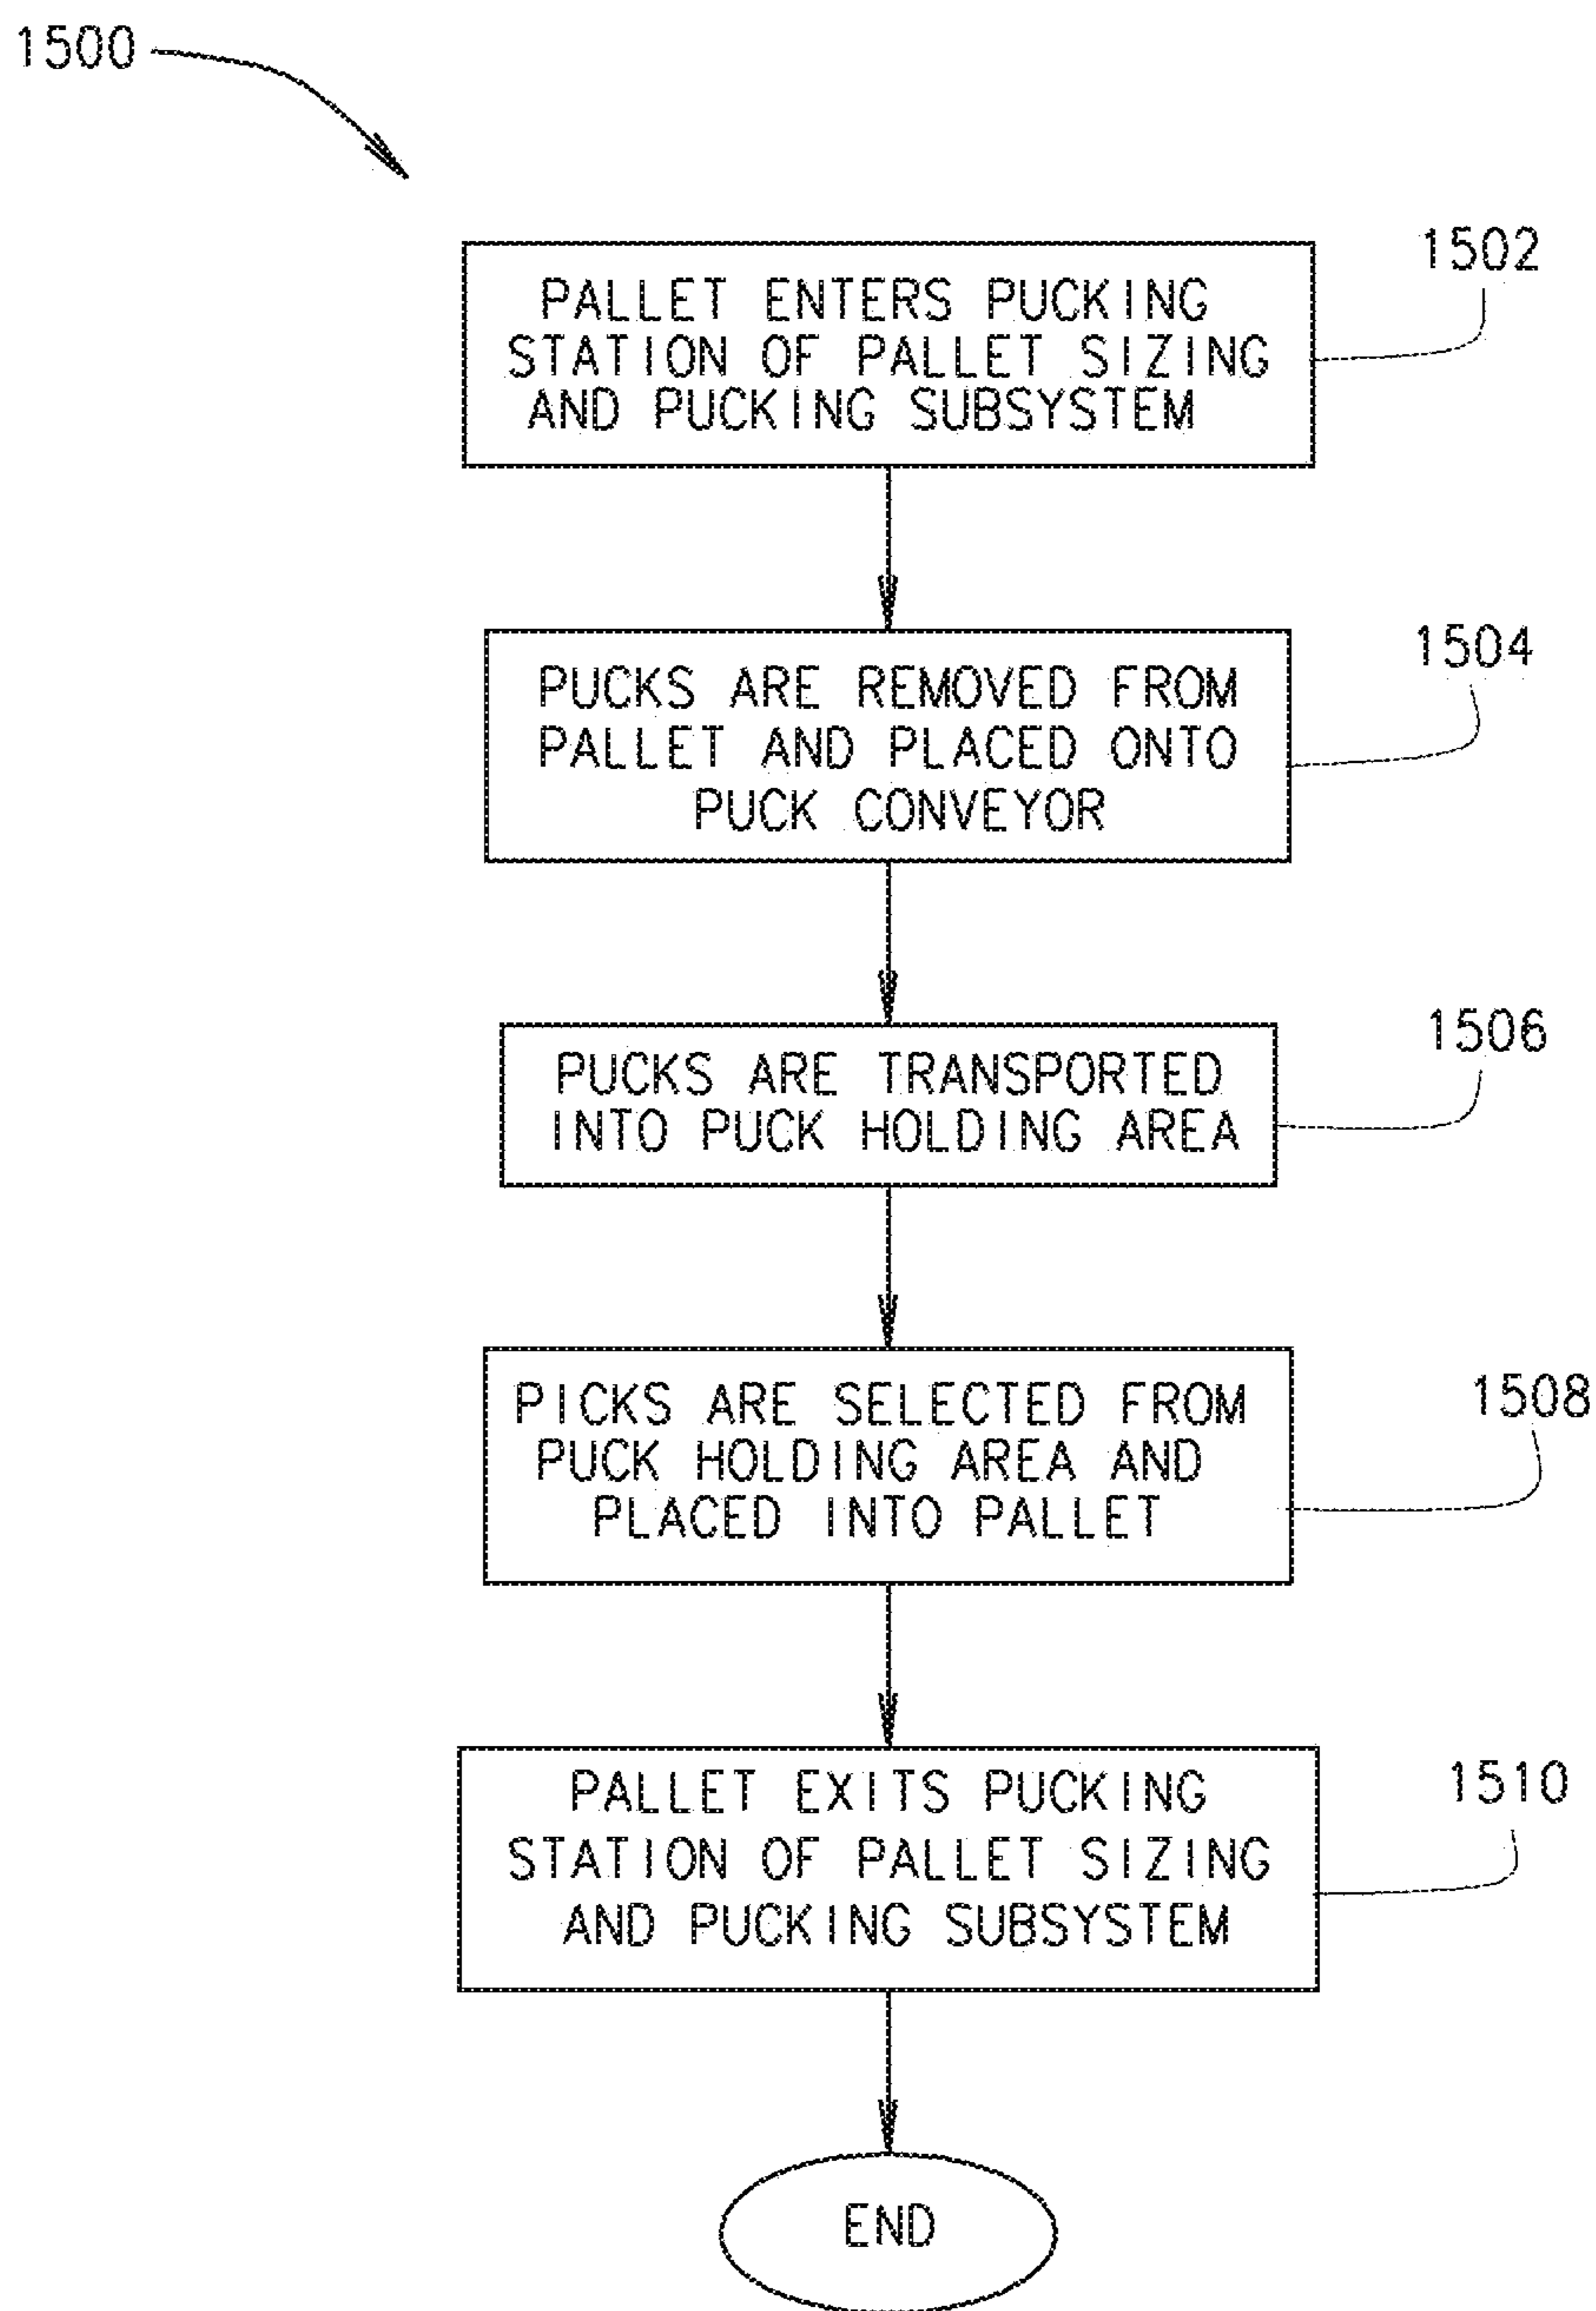 1500
1502
PALLET ENTERS PUCKING
STATION OF PALLET SIZING
AND PUCKING SUBSYSTEM
1504
PUCKS ARE REMOVED FROM
PALLET AND PLACED ONTO
PUCK CONVEYOR
1506
PUCKS ARE TRANSPORTED
INTO PUCK HOLDING AREA
1508
PICKS ARE SELECTED FROM
PUCK HOLDING AREA AND
PLACED INTO PALLET
1510
PALLET EXITS PUCKING
STATION OF PALLET SIZING
AND PUCKING SUBSYSTEM
END